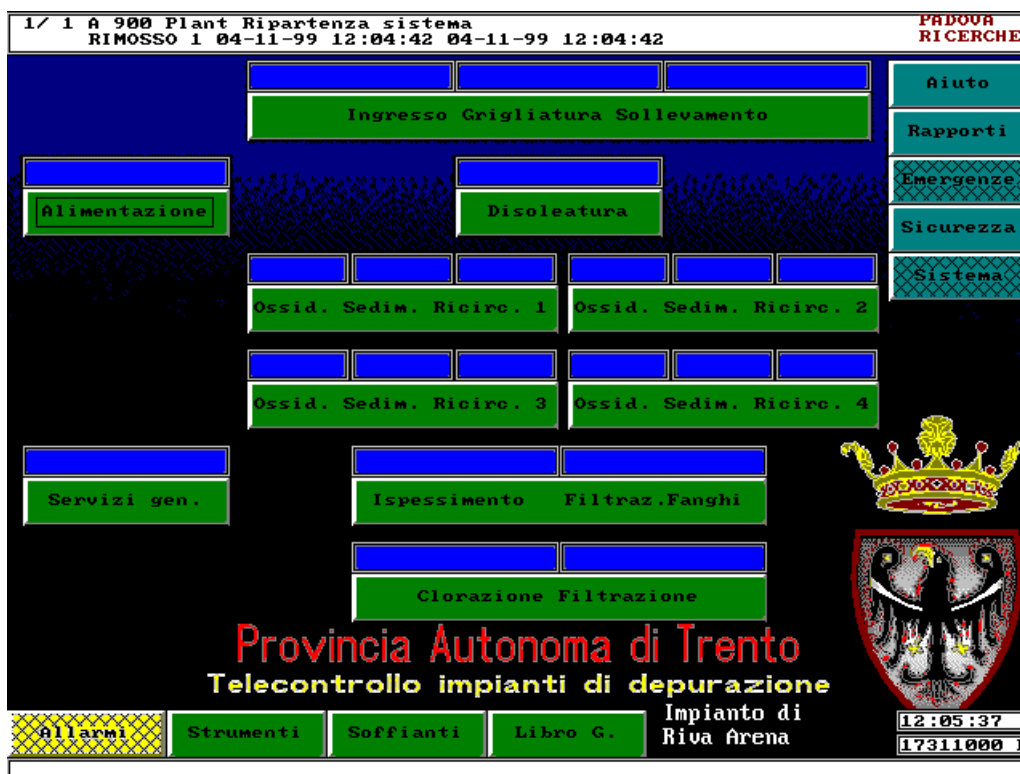 1/ 1 A 900 Plant Ripartenza sistema
RIMOSSO 1 04-11-99 12:04:42 04-11-99 12:04:42
PADOVA
RICERCHE
Aiuto
Ingresso Grigliatura Sollevamento
Rapporti
Emergenze
Alimentazione
Disoleatura
Sicurezza
Sistema
Ossid. Sedim. Ricirc. 1
Ossid. Sedim. Ricirc. 2
Ossid. Sedim. Ricirc. 3
Ossid. Sedim. Ricirc. 4
Servizi gen.
Ispessimento Filtraz.Fanghi
Clorazione Filtrazione
Provincia Autonoma di Trento
Telecontrollo impianti di depurazione
Impianto di
Riva Arena
Allarmi
Strumenti
Soffianti
Libro G.
12:05:37
17311000